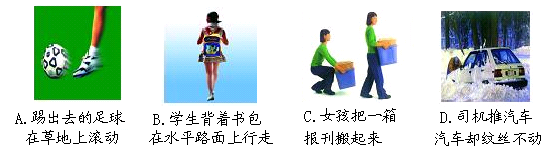 A.踢出去的足球
在草地上滚动
B.学生背着书包
在水平路面上行走
C.女孩把一箱
报刊搬起来
D.司机推汽车
汽车却纹丝不动